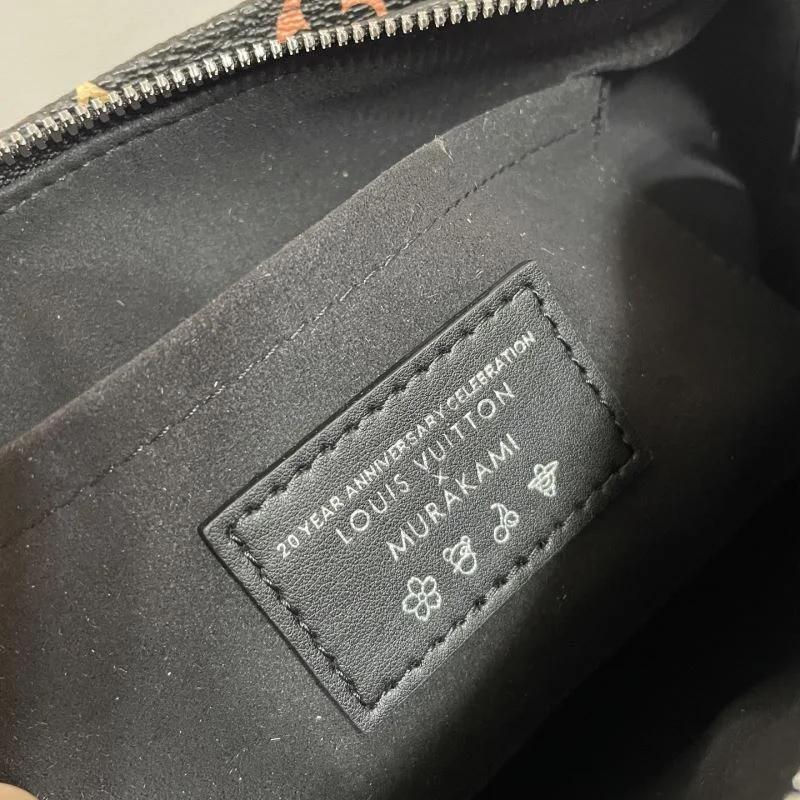 20 YEAR ANNIVERSARY CELEBRATION
LOUIS VUITTON
×
MURAKAMI